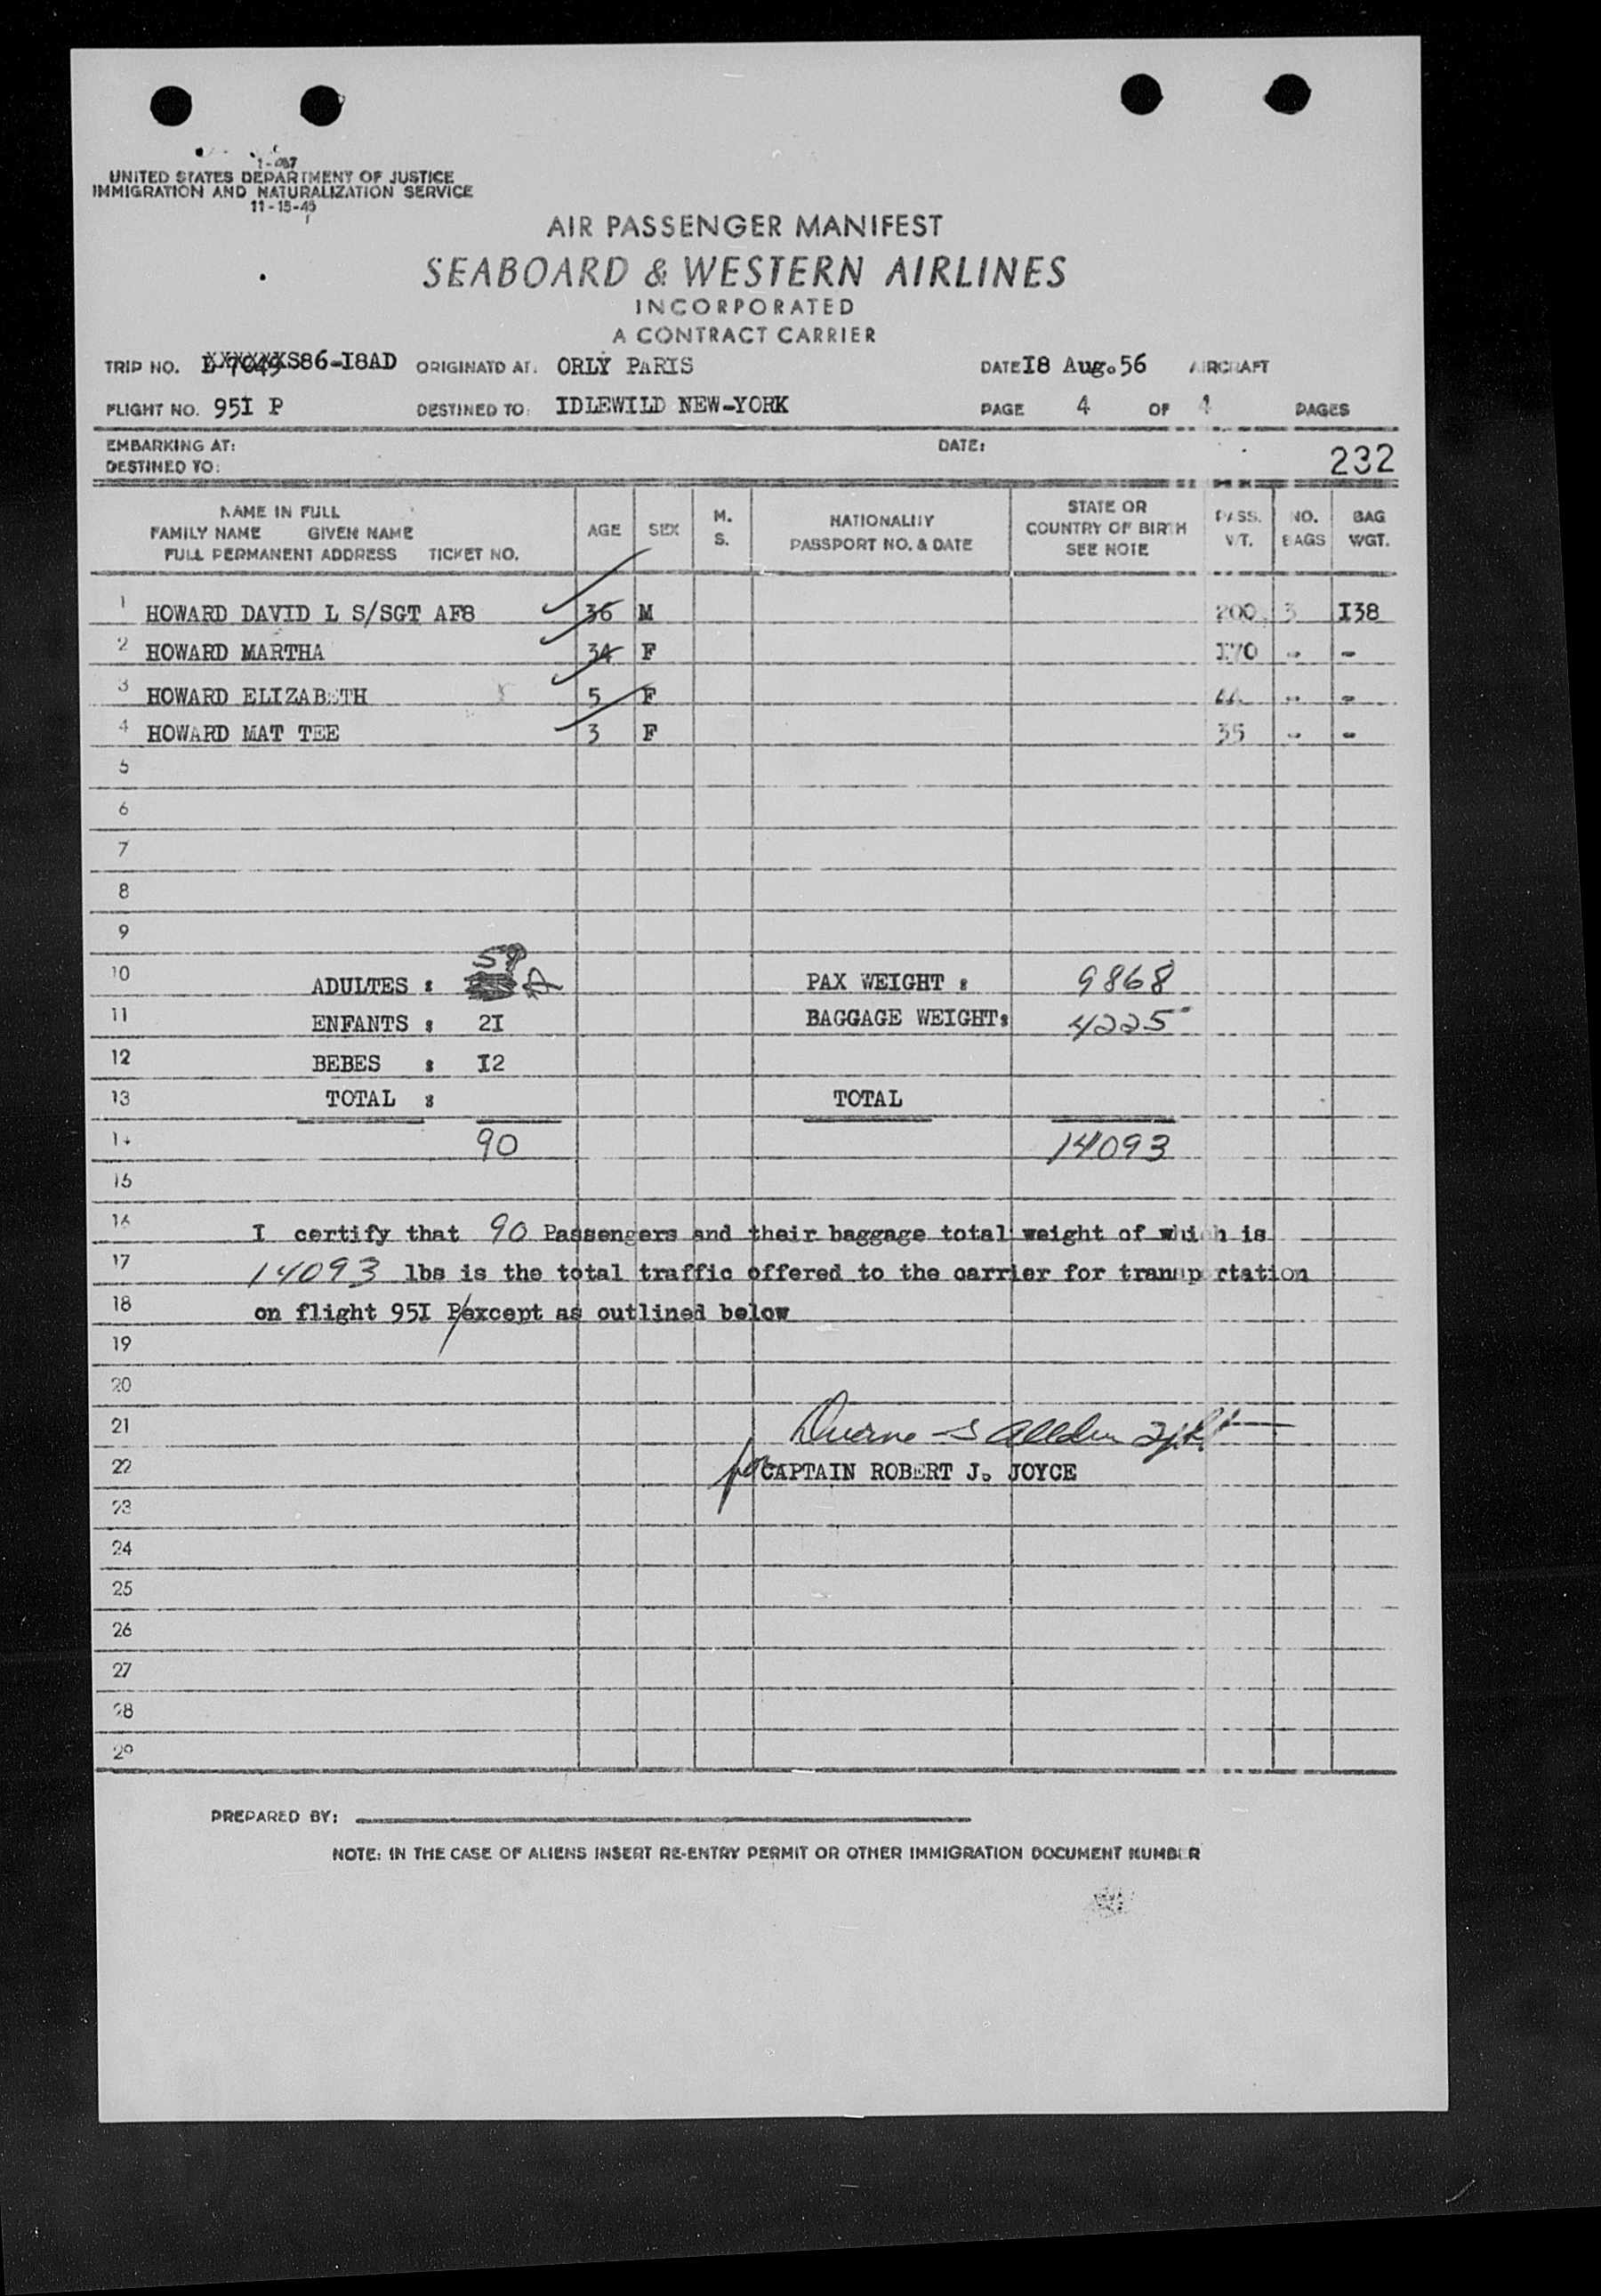 UNITED STATES DEPARTMENT OF JUSTICE
IMMIGRATION AND NATURALIZATION SERVICE
11-15-45
AIR PASSENGER MANIFEST
SEABOARD & WESTERN AIRLINES
INCORPORATED
A CONTRACT CARRIER
TRIP NO. S86-I8AD ORIGINATD AT: ORLY PARIS DATE I8 Aug. 56 AIRCRAFT
FLIGHT NO. 95I P DESTINED TO: IDLEWILD NEW-YORK PAGE 4 OF 4 PAGES
EMBARKING AT: DATE:
DESTINED TO: 232
NAME IN FULL
FAMILY NAME GIVEN NAME
FULL PERMANENT ADDRESS TICKET NO.
AGE SEX M. S.
NATIONALITY
PASSPORT NO. & DATE
STATE OR
COUNTRY OF BIRTH
SEE NOTE
PASS. WT.
NO. BAGS
BAG WGT.
1 HOWARD DAVID L S/SGT AF8 36 M 200 3 I38
2 HOWARD MARTHA 34 F I70 - -
3 HOWARD ELIZABETH 5 F 44 - -
4 HOWARD MAT TEE 3 F 35 - -
5
6
7
8
9
10 ADULTES : PAX WEIGHT : 9868
11 ENFANTS : 2I BAGGAGE WEIGHT: 4225
12 BEBES : I2
13 TOTAL : TOTAL
14 90 14093
15
16 I certify that 90 Passengers and their baggage total weight of which is
17 14093 lbs is the total traffic offered to the carrier for transportation
18 on flight 95I P/except as outlined below
19
20
21
22 for CAPTAIN ROBERT J. JOYCE
23
24
25
26
27
28
29
PREPARED BY:
NOTE: IN THE CASE OF ALIENS INSERT RE-ENTRY PERMIT OR OTHER IMMIGRATION DOCUMENT NUMBER